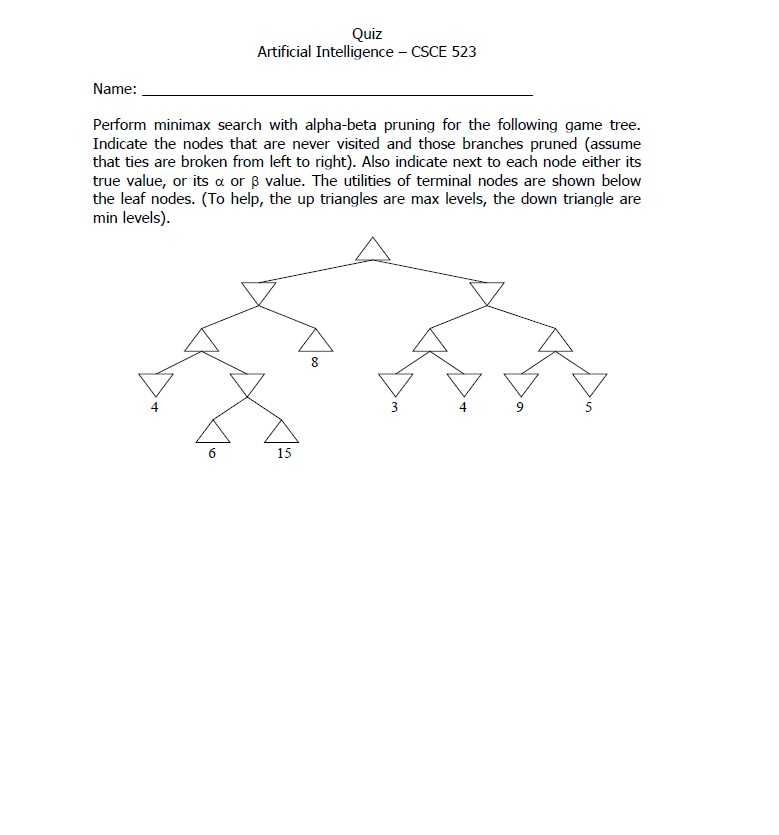 Quiz
Artificial Intelligence – CSCE 523
Name:
Perform minimax search with alpha-beta pruning for the following game tree.
Indicate the nodes that are never visited and those branches pruned (assume
that ties are broken from left to right). Also indicate next to each node either its
true value, or its α or β value. The utilities of terminal nodes are shown below
the leaf nodes. (To help, the up triangles are max levels, the down triangle are
min levels).
8
4 3 4 9 5
6 15